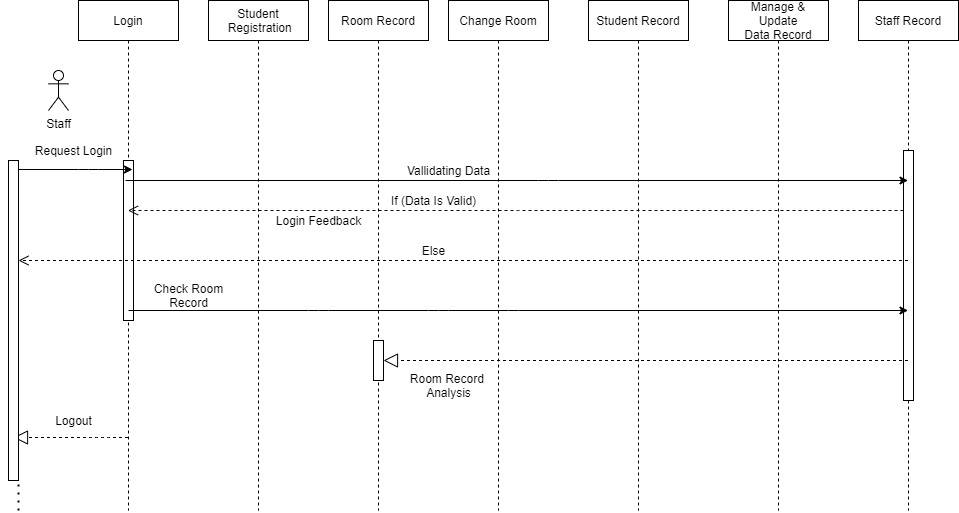 Login
Student
Registration
Room Record
Change Room
Student Record
Manage &
Update
Data Record
Staff Record
Staff
Request Login
Vallidating Data
If (Data Is Valid)
Login Feedback
Else
Check Room
Record
Room Record
Analysis
Logout